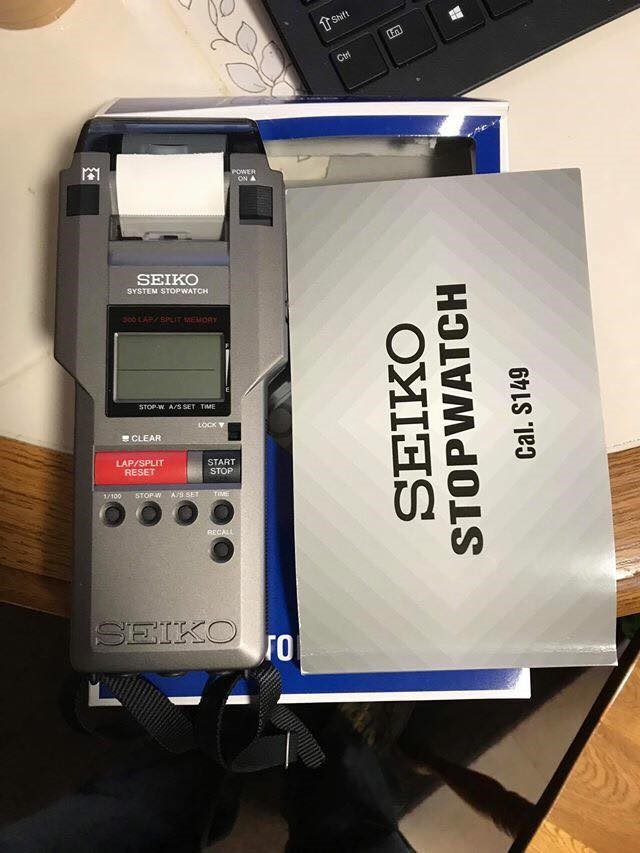 Shift
Fn
Ctrl
POWER
ON ▲
SEIKO
SYSTEM STOPWATCH
300 LAP/SPLIT MEMORY
STOP-W. A/S SET TIME
LOCK ▼
CLEAR
LAP/SPLIT
RESET
START
STOP
1/100 STOP-W A/S SET TIME
RECALL
SEIKO
TO
SEIKO
STOPWATCH
Cal. S149